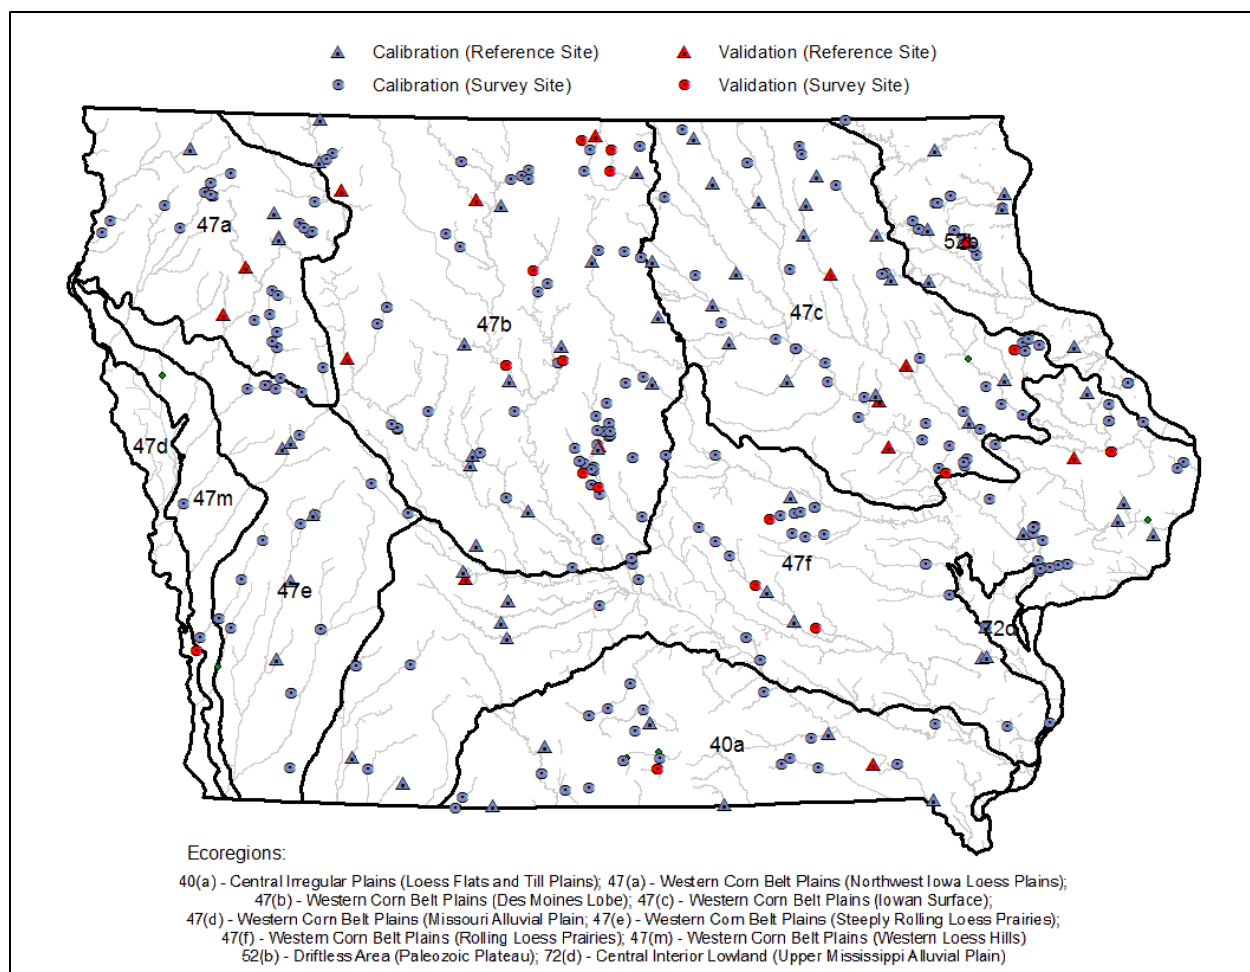 Calibration (Reference Site)
Validation (Reference Site)
Calibration (Survey Site)
Validation (Survey Site)
47a
52b
47b
47c
47d
47m
47f
47e
72d
40a
Ecoregions:
40(a) - Central Irregular Plains (Loess Flats and Till Plains); 47(a) - Western Corn Belt Plains (Northwest Iowa Loess Plains);
47(b) - Western Corn Belt Plains (Des Moines Lobe); 47(c) - Western Corn Belt Plains (Iowan Surface);
47(d) - Western Corn Belt Plains (Missouri Alluvial Plain; 47(e) - Western Corn Belt Plains (Steeply Rolling Loess Prairies);
47(f) - Western Corn Belt Plains (Rolling Loess Prairies); 47(m) - Western Corn Belt Plains (Western Loess Hills)
52(b) - Driftless Area (Paleozoic Plateau); 72(d) - Central Interior Lowland (Upper Mississippi Alluvial Plain)